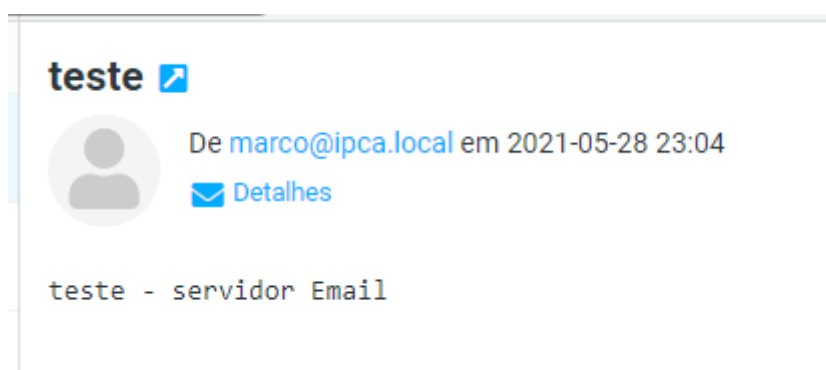 teste
De marco@ipca.local em 2021-05-28 23:04
Detalhes
teste - servidor Email